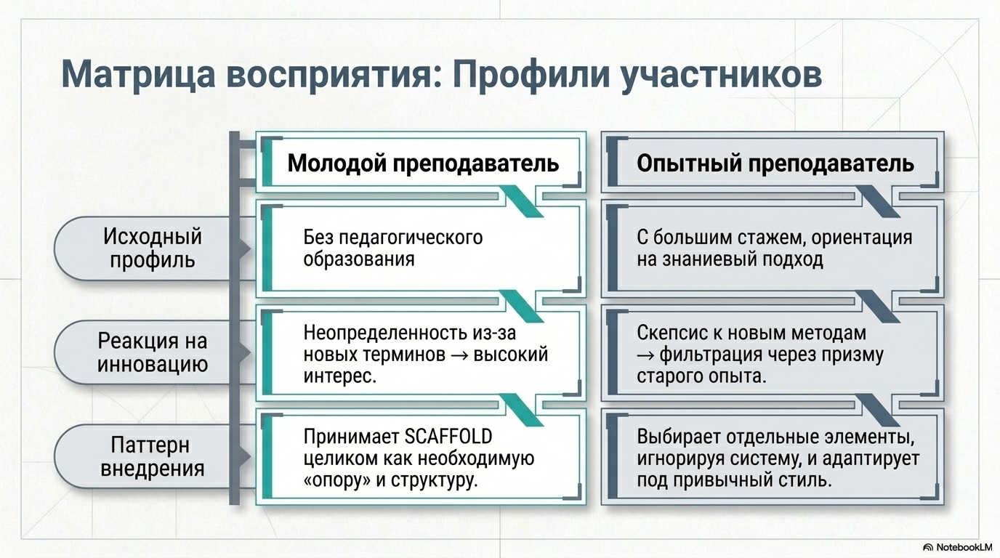 Матрица восприятия: Профили участников
Молодой преподаватель
Опытный преподаватель
Исходный
профиль
Без педагогического
образования
С большим стажем, ориентация
на знаниевый подход
Реакция на
инновацию
Неопределенность из-за
новых терминов → высокий
интерес.
Скепсис к новым методам
→ фильтрация через призму
старого опыта.
Паттерн
внедрения
Принимает SCAFFOLD
целиком как необходимую
«опору» и структуру.
Выбирает отдельные элементы,
игнорируя систему, и адаптирует
под привычный стиль.
NotebookLM